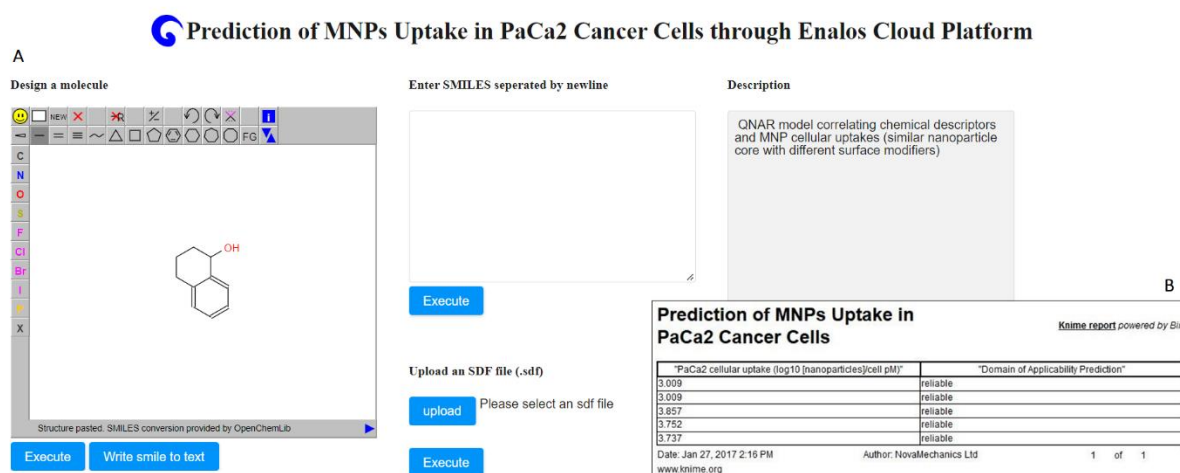 Prediction of MNPs Uptake in PaCa2 Cancer Cells through Enalos Cloud Platform
A
Design a molecule
NEW
R
FG
C
N
O
S
F
Cl
Br
I
X
OH
Structure pasted. SMILES conversion provided by OpenChemLib
Execute
Write smile to text
Enter SMILES seperated by newline
Execute
Upload an SDF file (.sdf)
upload
Please select an sdf file
Execute
Description
QNAR model correlating chemical descriptors
and MNP cellular uptakes (similar nanoparticle
core with different surface modifiers)
B
Prediction of MNPs Uptake in
PaCa2 Cancer Cells
Knime report powered by
"PaCa2 cellular uptake (log10 [nanoparticles]/cell pM)" "Domain of Applicability Prediction"
3.009 reliable
3.009 reliable
3.857 reliable
3.752 reliable
3.737 reliable
Date: Jan 27, 2017 2:16 PM Author: NovaMechanics Ltd 1 of 1
www.knime.org